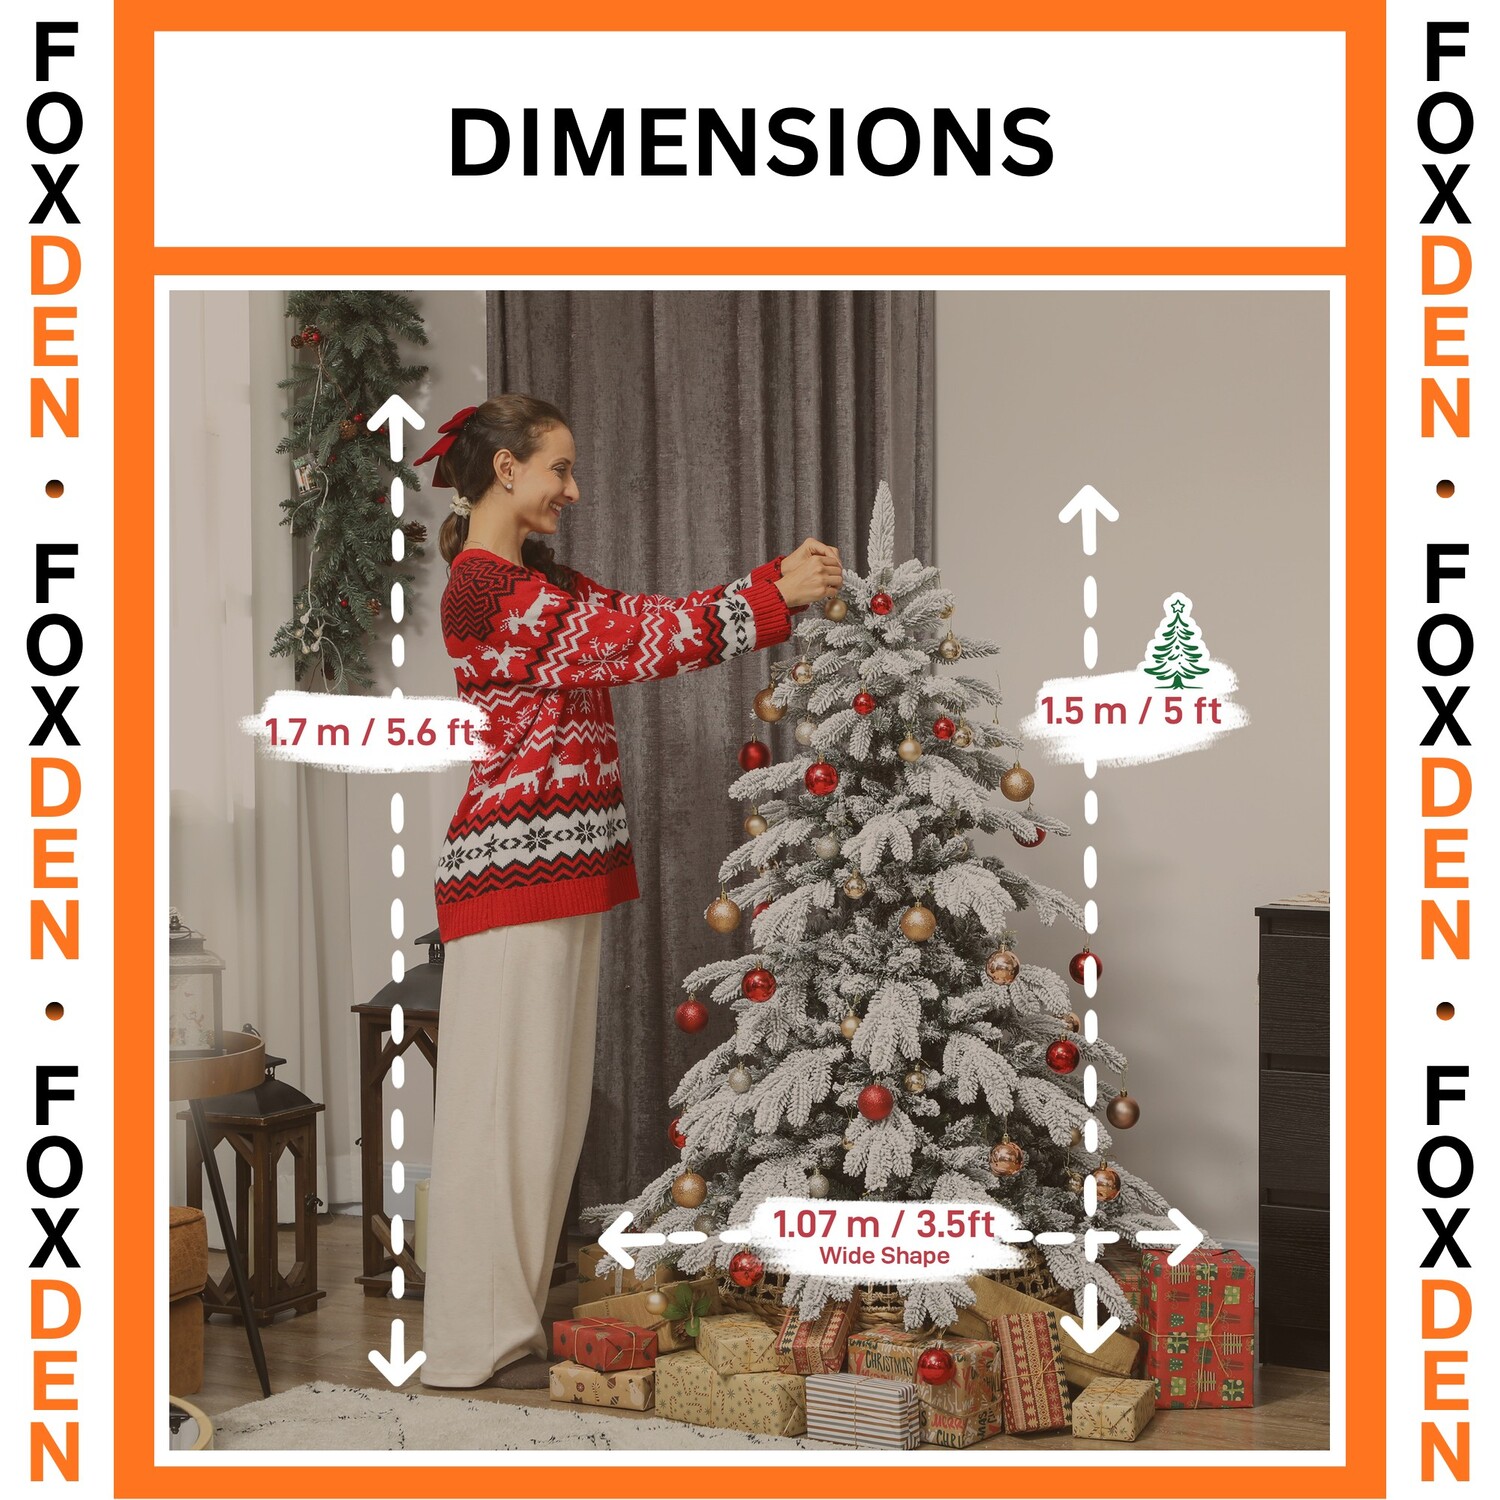 FOXDEN • FOXDEN • FOXDEN
DIMENSIONS
1.7 m / 5.6 ft
1.5 m / 5 ft
1.07 m / 3.5ft
Wide Shape
CHRISTMAS
FOXDEN • FOXDEN • FOXDEN